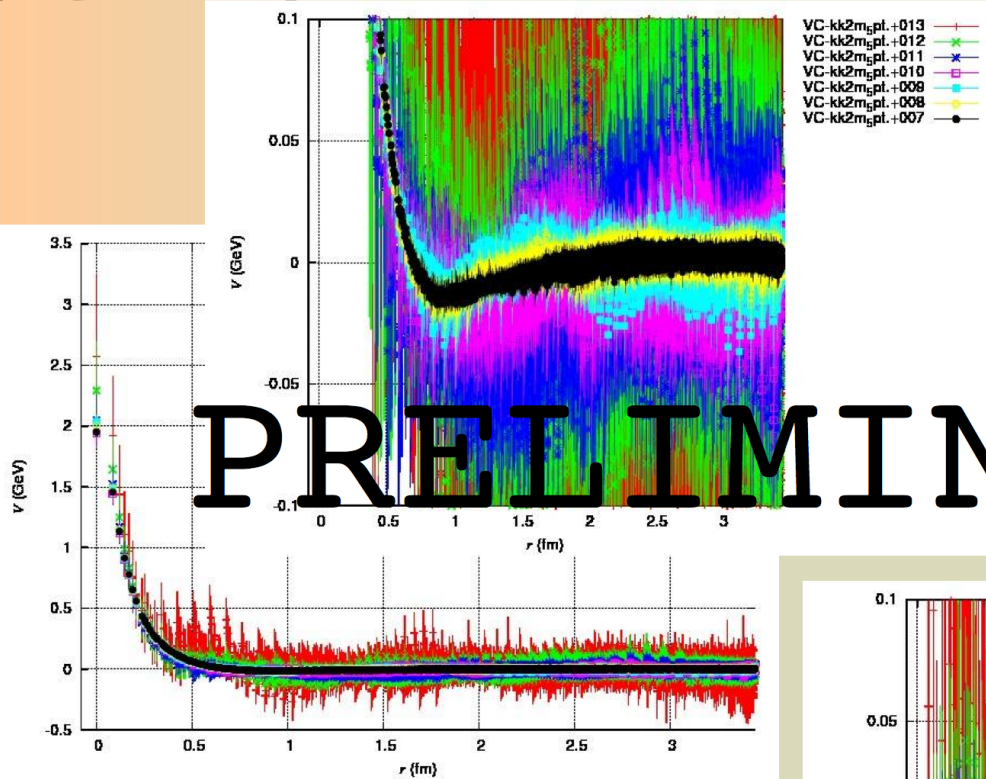 0.1
0.05
0
-0.05
-0.1
V (GeV)
0 0.5 1 1.5 2 2.5 3
r {fm}
VC-kk2m5pt.+013
VC-kk2m5pt.+012
VC-kk2m5pt.+011
VC-kk2m5pt.+010
VC-kk2m5pt.+009
VC-kk2m5pt.+008
VC-kk2m5pt.+007
PRELIMIN
3.5
3
2.5
2
1.5
1
0.5
0
-0.5
V (GeV)
0 0.5 1 1.5 2 2.5 3
r {fm}
0.1
0.05